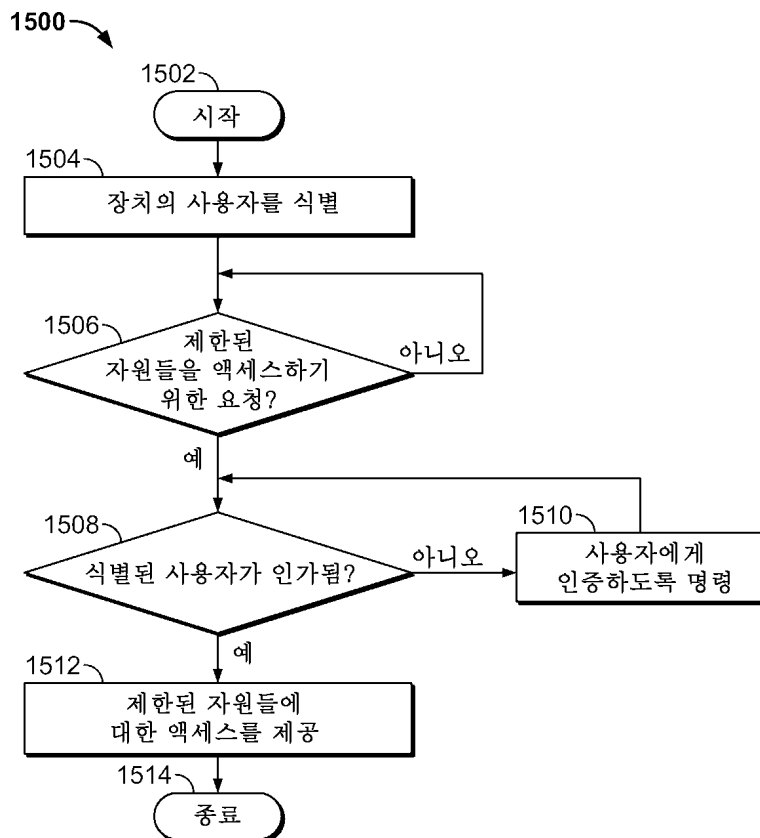 1500
1502
시작
1504
장치의 사용자를 식별
1506
제한된
자원들을 액세스하기
위한 요청?
아니오
예
1508
식별된 사용자가 인가됨?
아니오
1510
사용자에게
인증하도록 명령
예
1512
제한된 자원들에
대한 액세스를 제공
1514
종료